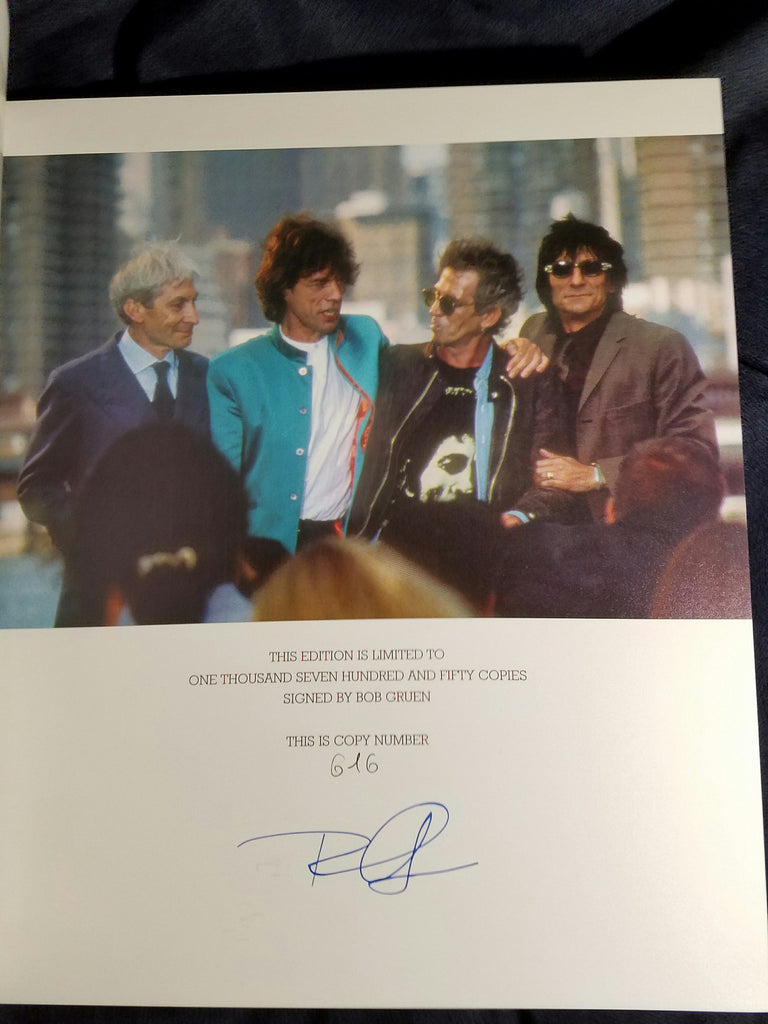 THIS EDITION IS LIMITED TO
ONE THOUSAND SEVEN HUNDRED AND FIFTY COPIES
SIGNED BY BOB GRUEN
THIS IS COPY NUMBER
616